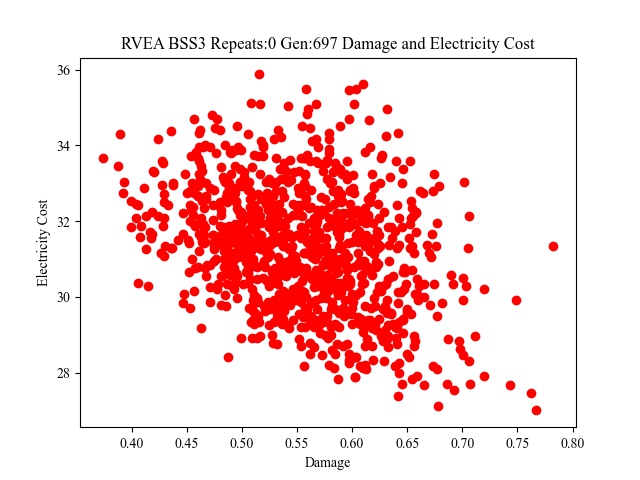 RVEA BSS3 Repeats:0 Gen:697 Damage and Electricity Cost
36
34
32
30
28
Electricity Cost
0.40 0.45 0.50 0.55 0.60 0.65 0.70 0.75 0.80
Damage